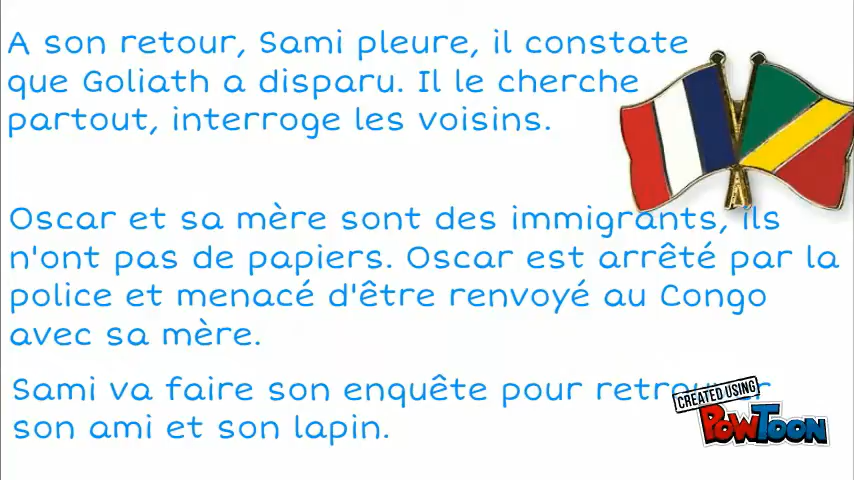 A son retour, Sami pleure, il constate
que Goliath a disparu. Il le cherche
partout, interroge les voisins.
Oscar et sa mère sont des immigrants, ils
n'ont pas de papiers. Oscar est arrêté par la
police et menacé d'être renvoyé au Congo
avec sa mère.
Sami va faire son enquête pour retrouver
son ami et son lapin.
CREATED USING
POWTOON